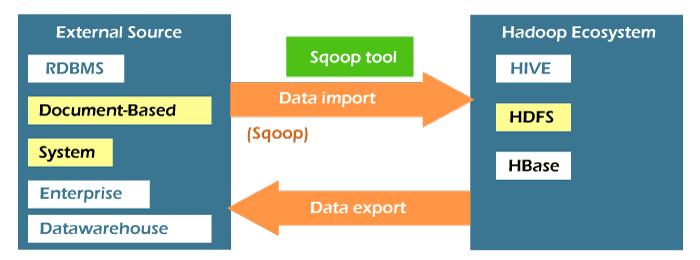 External Source
RDBMS
Document-Based
System
Enterprise
Datawarehouse
Sqoop tool
Data import
(Sqoop)
Data export
Hadoop Ecosystem
HIVE
HDFS
HBase